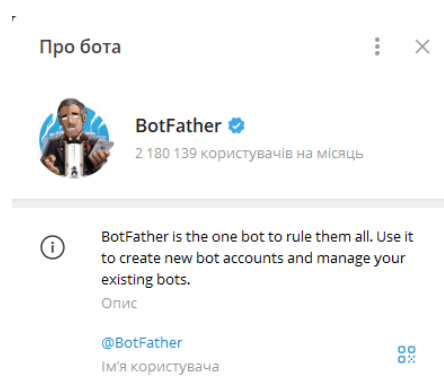 Про бота
BotFather
2 180 139 користувачів на місяць
BotFather is the one bot to rule them all. Use it
to create new bot accounts and manage your
existing bots.
Опис
@BotFather
Ім'я користувача